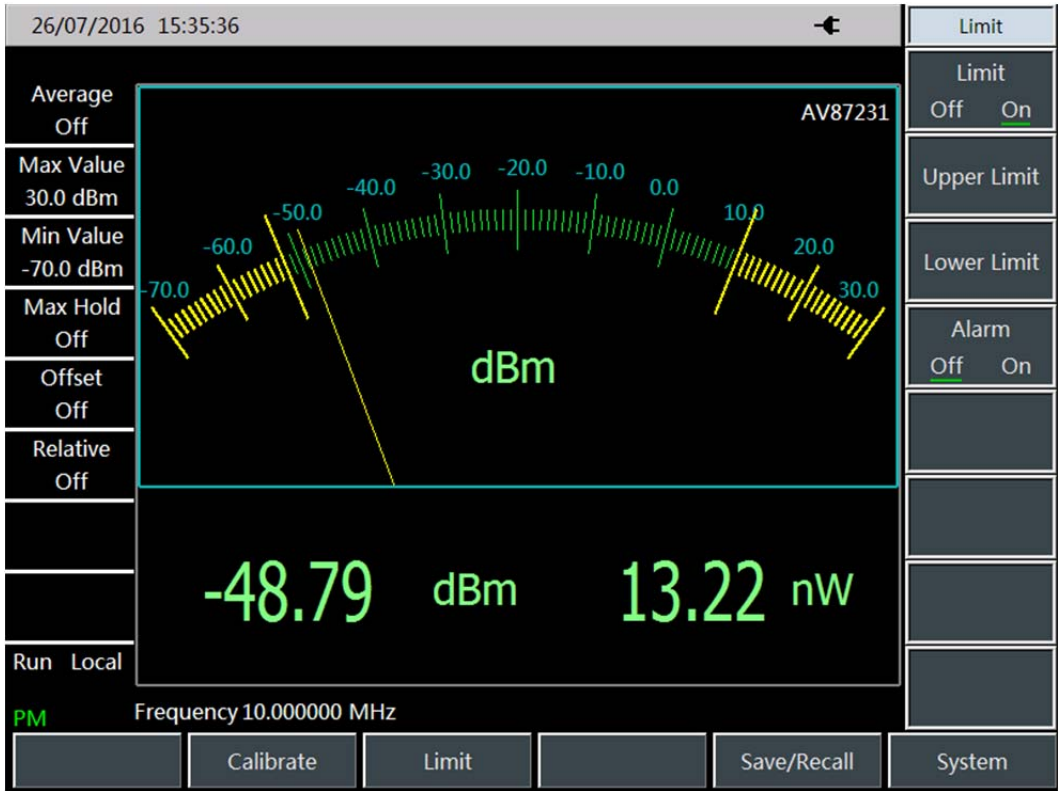 26/07/2016 15:35:36
Limit
Average
Off
Max Value
30.0 dBm
Min Value
-70.0 dBm
Max Hold
Off
Offset
Off
Relative
Off
Run Local
PM
AV87231
-70.0
-60.0
-50.0
-40.0
-30.0
-20.0
-10.0
0.0
10.0
20.0
30.0
dBm
-48.79 dBm 13.22 nW
Frequency 10.000000 MHz
Limit
Off On
Upper Limit
Lower Limit
Alarm
Off On
Calibrate
Limit
Save/Recall
System